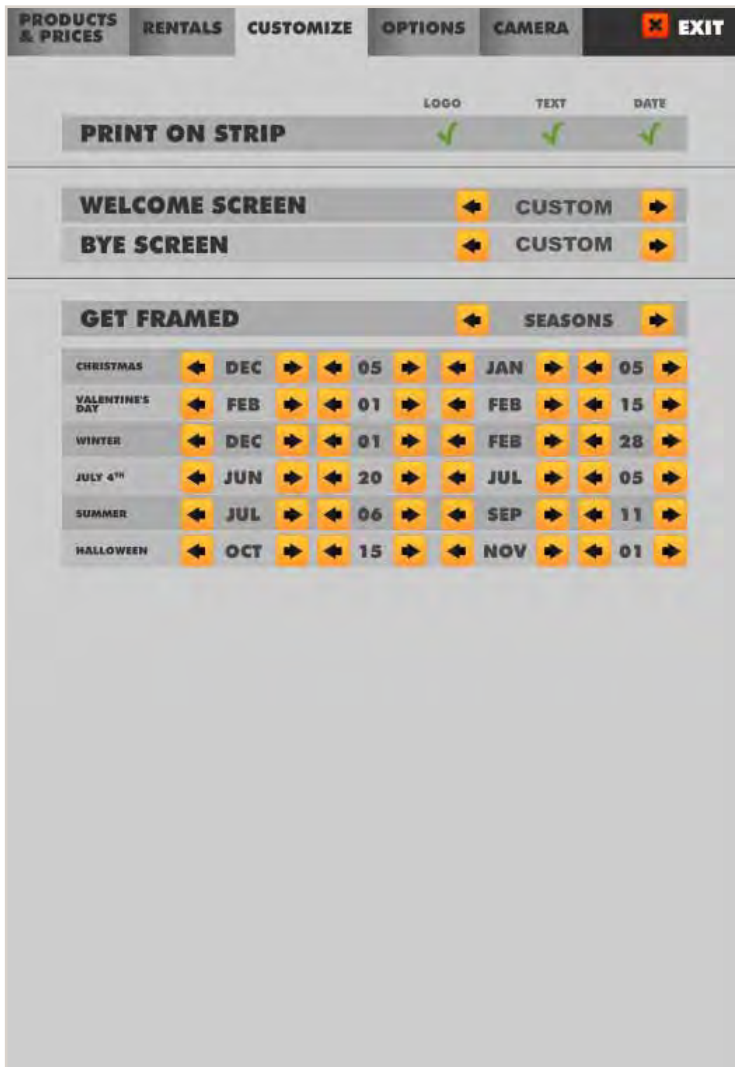 PRODUCTS & PRICES RENTALS CUSTOMIZE OPTIONS CAMERA EXIT
LOGO TEXT DATE
PRINT ON STRIP
WELCOME SCREEN CUSTOM
BYE SCREEN CUSTOM
GET FRAMED SEASONS
CHRISTMAS DEC 05 JAN 05
VALENTINE'S DAY FEB 01 FEB 15
WINTER DEC 01 FEB 28
JULY 4TH JUN 20 JUL 05
SUMMER JUL 06 SEP 11
HALLOWEEN OCT 15 NOV 01